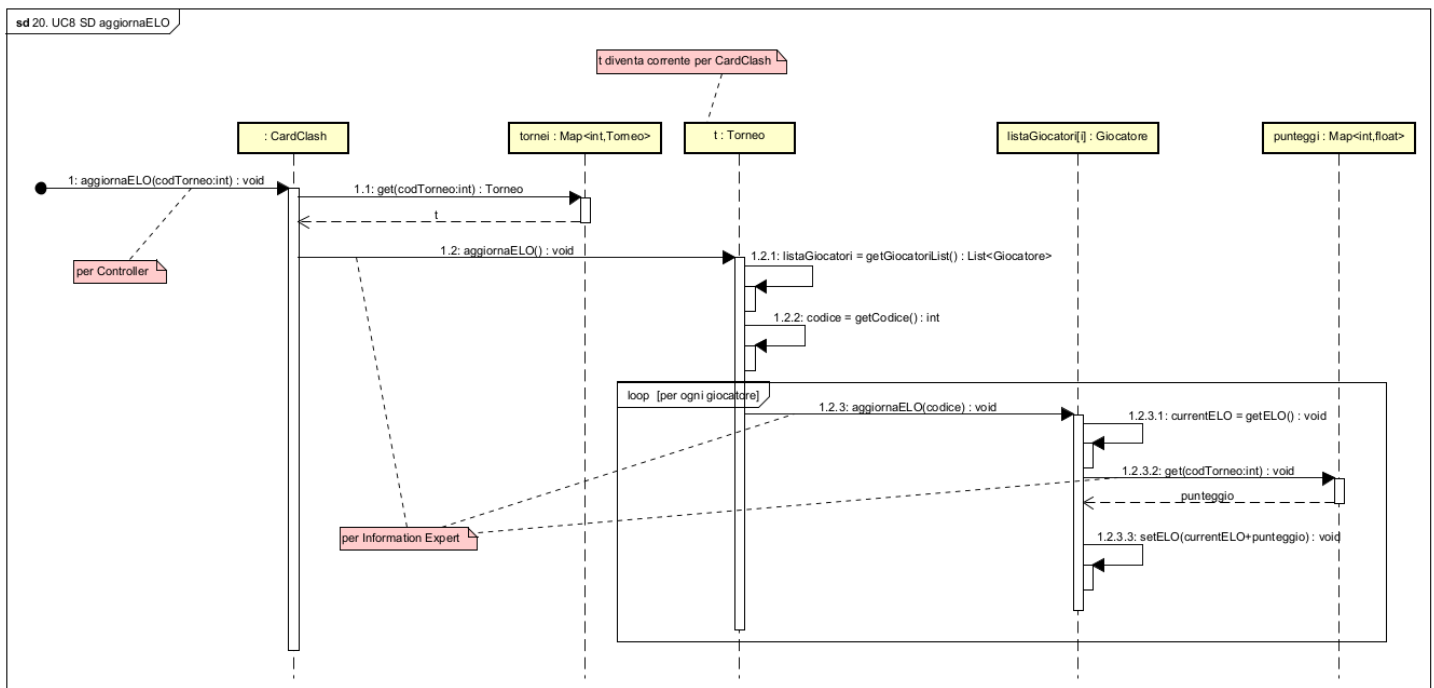 sd 20. UC8 SD aggiornaELO
t diventa corrente per CardClash
: CardClash
tornei : Map<int,Torneo>
t : Torneo
listaGiocatori[i] : Giocatore
punteggi : Map<int,float>
1: aggiornaELO(codTorneo:int) : void
1.1: get(codTorneo:int) : Torneo
t
per Controller
1.2: aggiornaELO() : void
1.2.1: listaGiocatori = getGiocatoriList() : List<Giocatore>
1.2.2: codice = getCodice() : int
loop [per ogni giocatore]
1.2.3: aggiornaELO(codice) : void
1.2.3.1: currentELO = getELO() : void
1.2.3.2: get(codTorneo:int) : void
punteggio
per Information Expert
1.2.3.3: setELO(currentELO+punteggio) : void